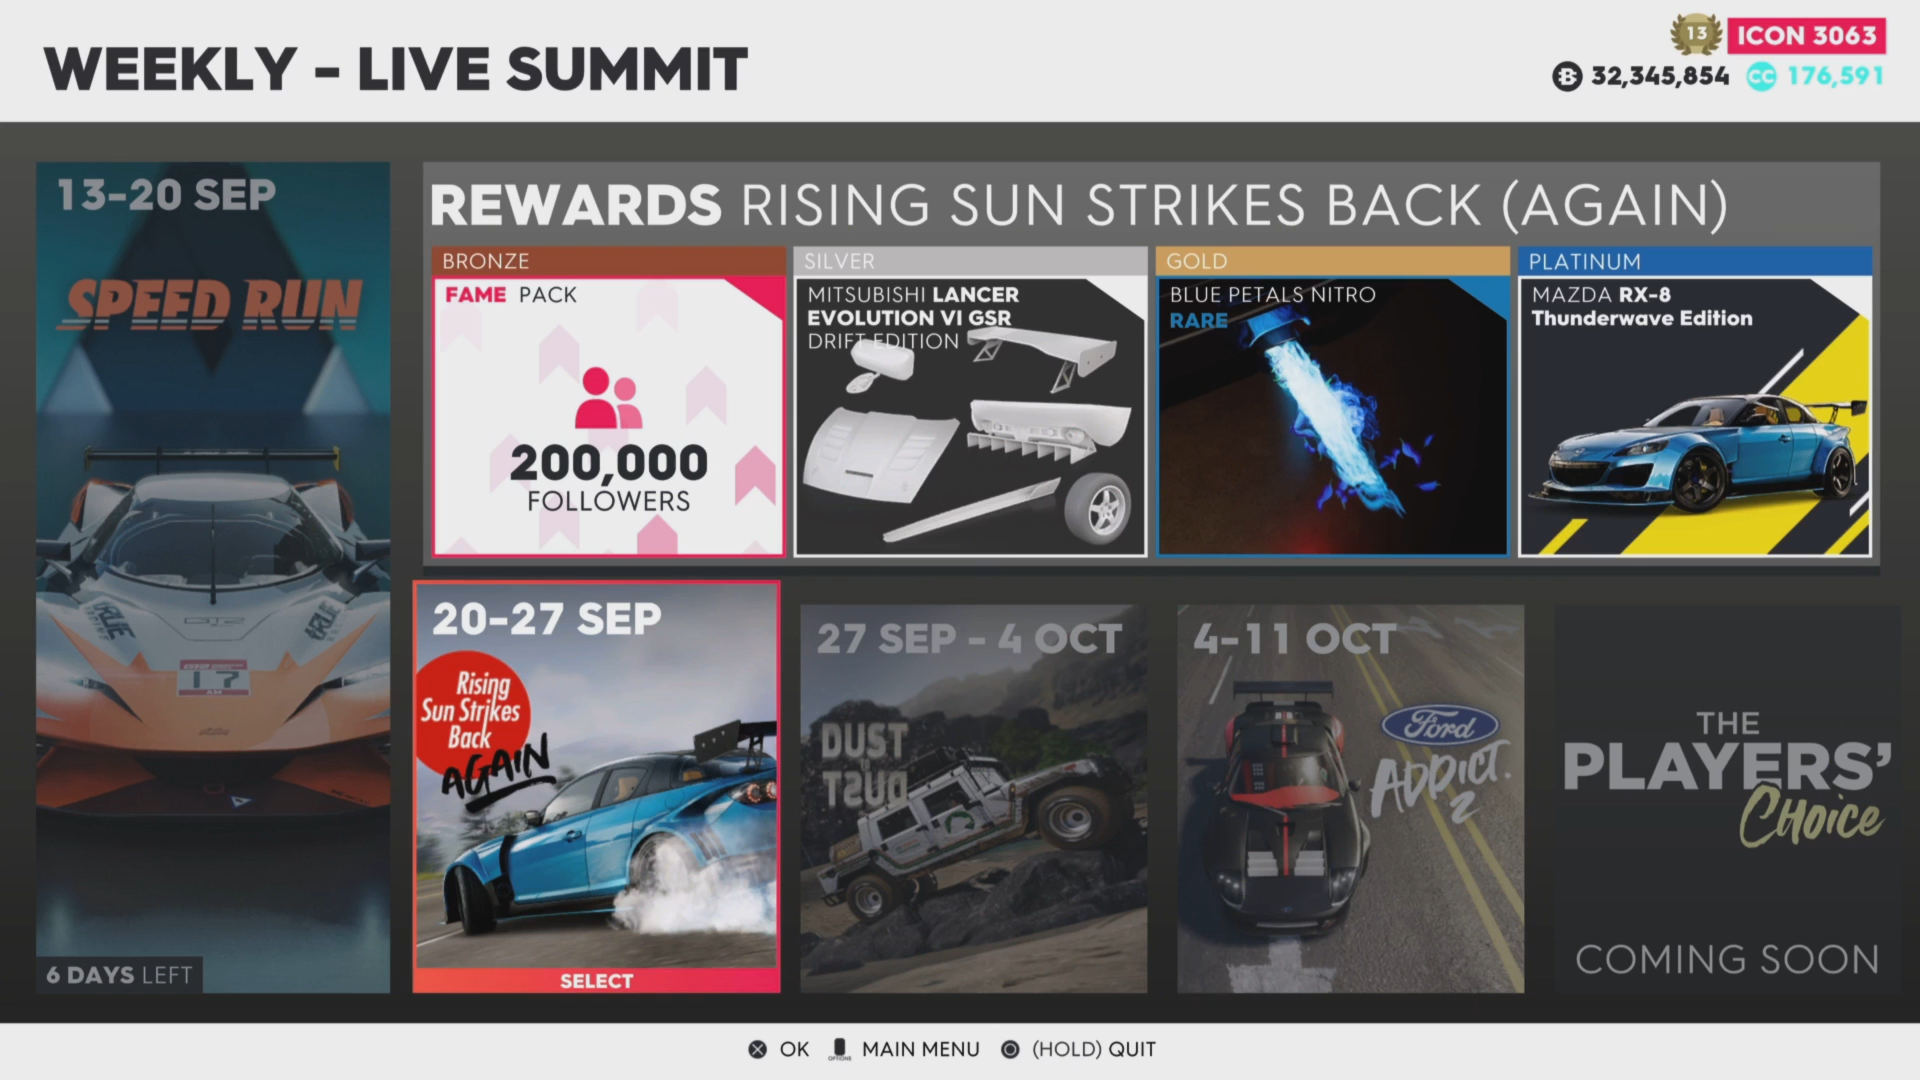 WEEKLY - LIVE SUMMIT
13
ICON 3063
32,345,854
CC
176,591
13-20 SEP
SPEED RUN
17
6 DAYS LEFT
REWARDS RISING SUN STRIKES BACK (AGAIN)
BRONZE
FAME PACK
200,000
FOLLOWERS
SILVER
MITSUBISHI LANCER
EVOLUTION VI GSR
DRIFT EDITION
GOLD
BLUE PETALS NITRO
RARE
PLATINUM
MAZDA RX-8
Thunderwave Edition
20-27 SEP
Rising
Sun Strikes
Back
AGAIN
SELECT
27 SEP - 4 OCT
DUST
DUST
4-11 OCT
Ford
ADDICT.
2
THE
PLAYERS'
CHOICE
COMING SOON
OK
OPTIONS
MAIN MENU
(HOLD) QUIT